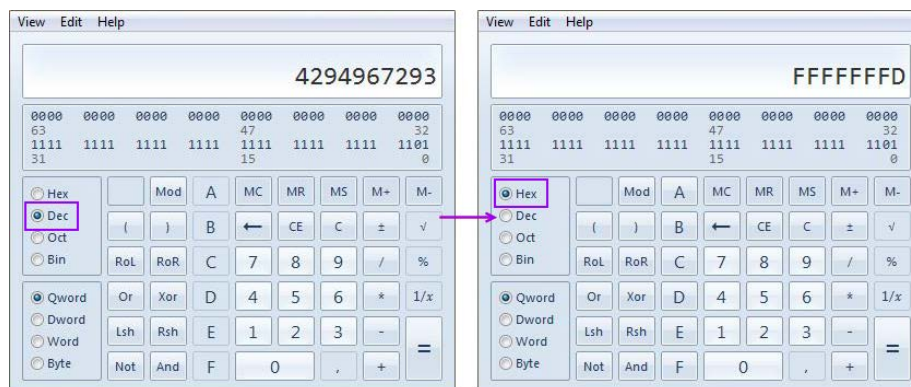 View Edit Help
4294967293
0000 0000 0000 0000 0000 0000 0000 0000
63 47 32
1111 1111 1111 1111 1111 1111 1111 1101
31 15 0
Hex Mod A MC MR MS M+ M-
Dec ( ) B ← CE C ± √
Oct
Bin RoL RoR C 7 8 9 / %
Qword Or Xor D 4 5 6 * 1/x
Dword
Word Lsh Rsh E 1 2 3 - =
Byte Not And F 0 , +
View Edit Help
FFFFFFFD
0000 0000 0000 0000 0000 0000 0000 0000
63 47 32
1111 1111 1111 1111 1111 1111 1111 1101
31 15 0
Hex Mod A MC MR MS M+ M-
Dec ( ) B ← CE C ± √
Oct
Bin RoL RoR C 7 8 9 / %
Qword Or Xor D 4 5 6 * 1/x
Dword
Word Lsh Rsh E 1 2 3 - =
Byte Not And F 0 , +